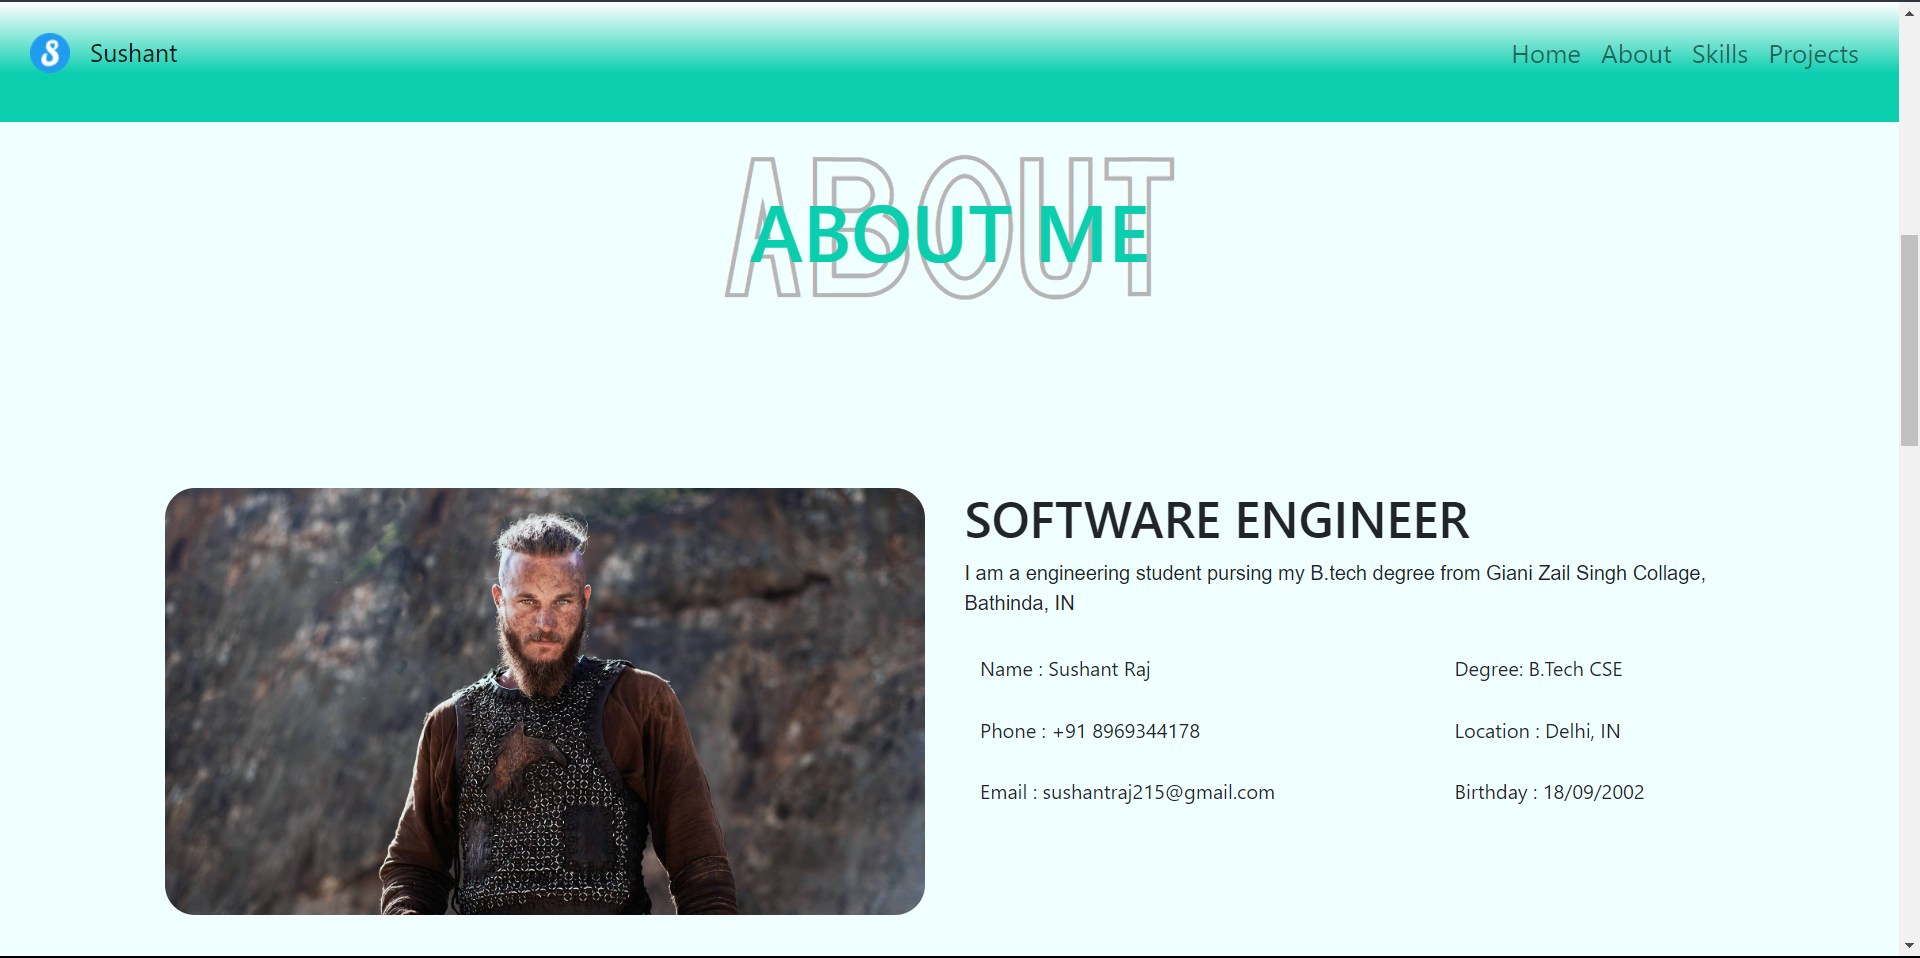 S Sushant
Home About Skills Projects
ABOUT
ABOUT ME
SOFTWARE ENGINEER
I am a engineering student pursing my B.tech degree from Giani Zail Singh Collage,
Bathinda, IN
Name : Sushant Raj
Degree: B.Tech CSE
Phone : +91 8969344178
Location : Delhi, IN
Email : sushantraj215@gmail.com
Birthday : 18/09/2002